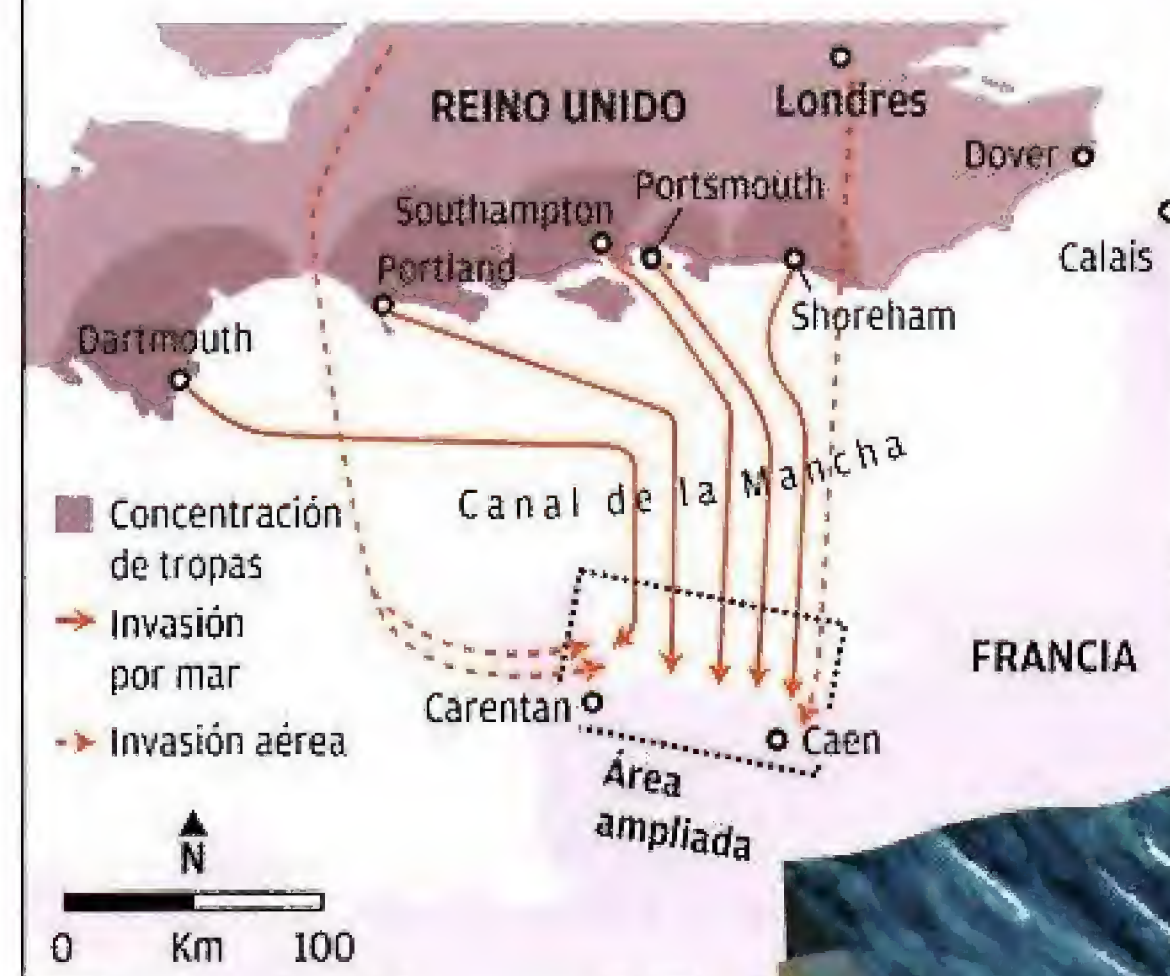 REINO UNIDO
Londres
Dover
Portsmouth
Southampton
Calais
Portland
Shoreham
Dartmouth
Canal de la Mancha
Concentración
de tropas
Invasión
por mar
Invasión aérea
FRANCIA
Carentan
Caen
Área
ampliada
N
0 Km 100